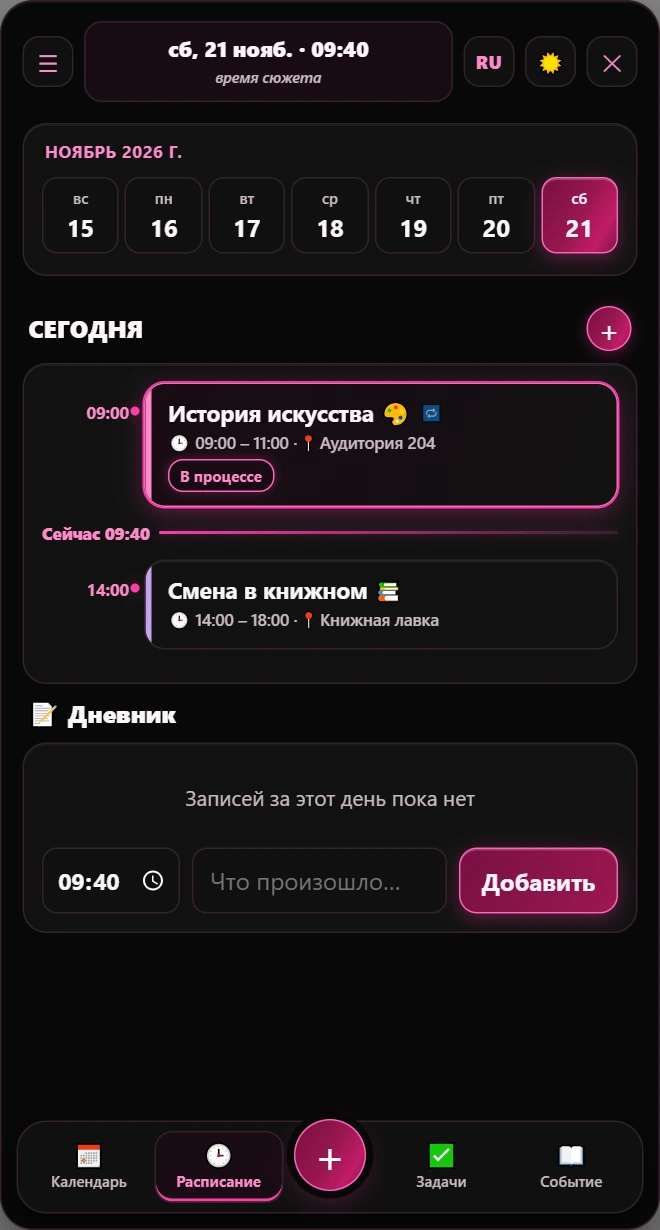 сб, 21 нояб. · 09:40
время сюжета
RU
НОЯБРЬ 2026 Г.
вс пн вт ср чт пт сб
15 16 17 18 19 20 21
СЕГОДНЯ
+
09:00
История искусства
09:00 – 11:00 · Аудитория 204
В процессе
Сейчас 09:40
14:00
Смена в книжном
14:00 – 18:00 · Книжная лавка
Дневник
Записей за этот день пока нет
09:40
Что произошло...
Добавить
+
Календарь Расписание Задачи Событие